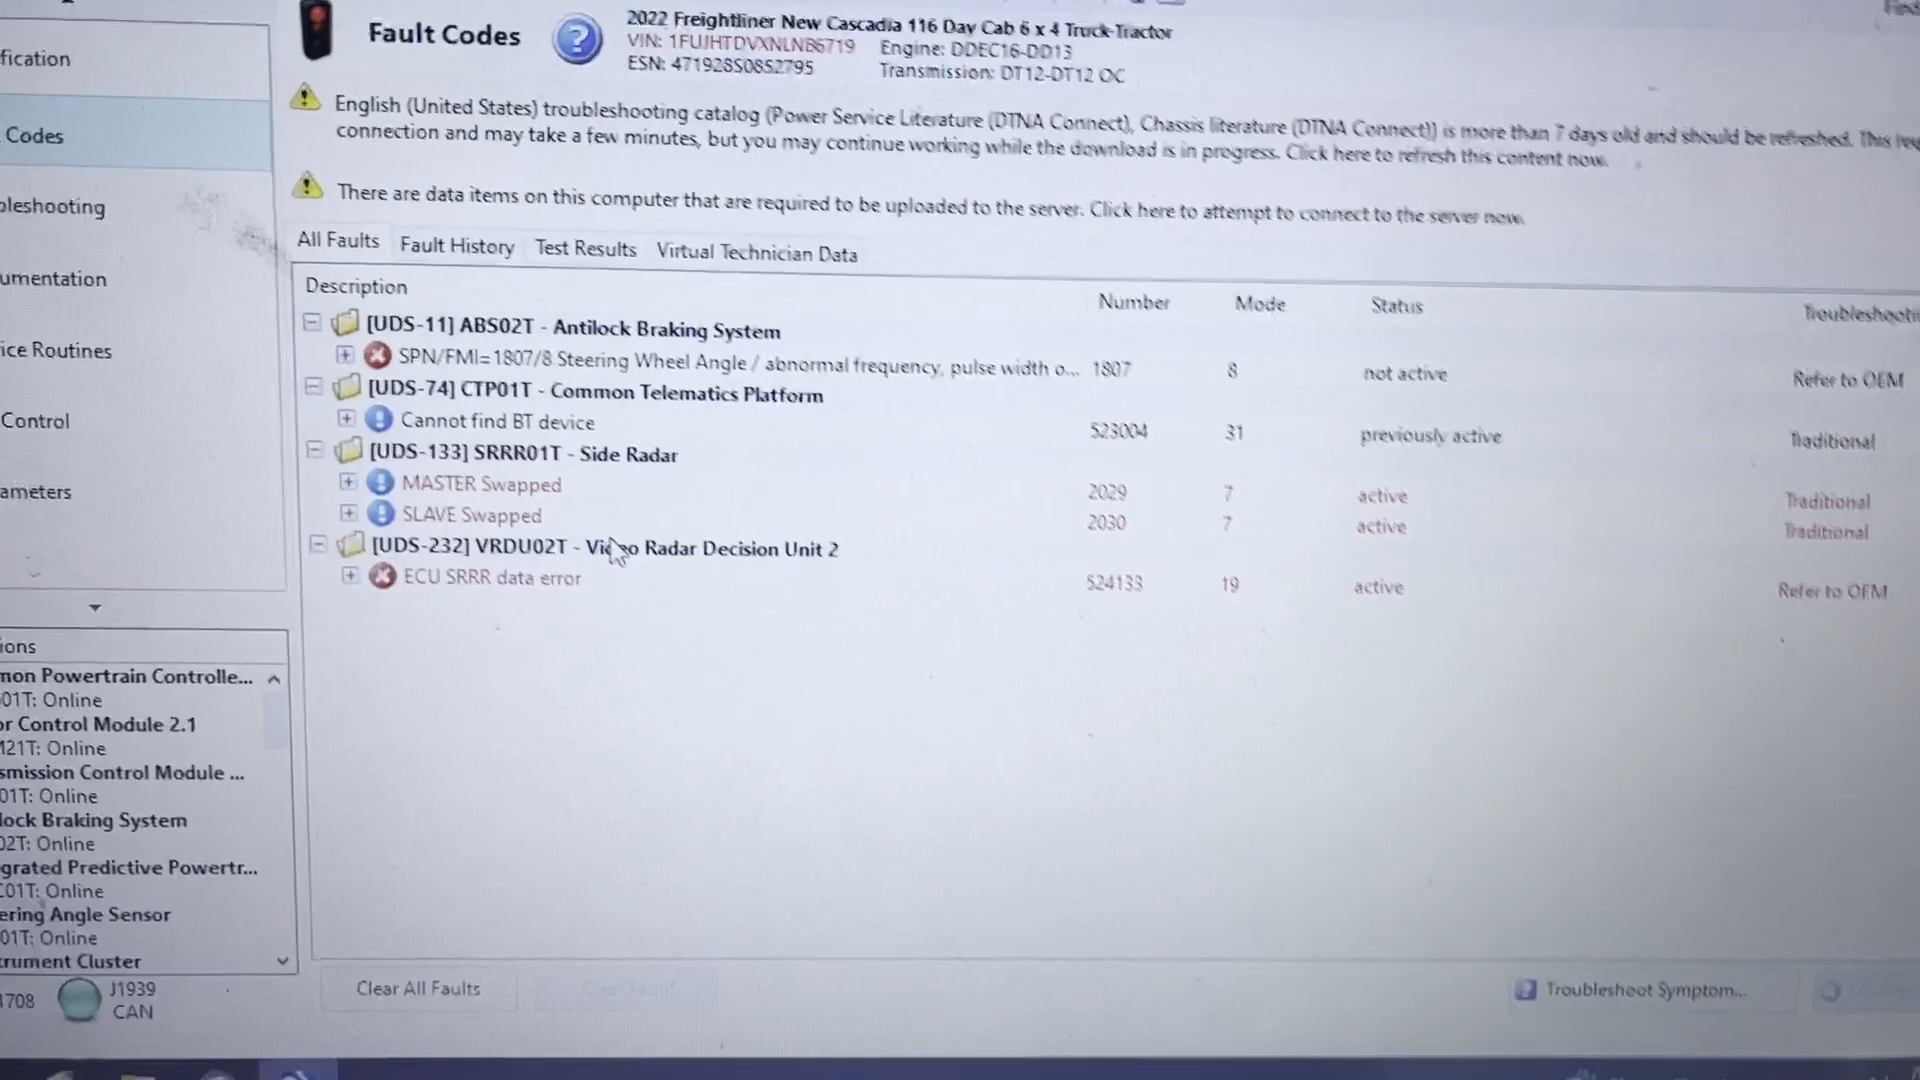 Fault Codes
2022 Freightliner New Cascadia 116 Day Cab 6 x 4 Truck-Tractor
VIN: 1FUJHTDVXNLNB6719 Engine: DDEC16-DD13
ESN: 471928S0852795 Transmission: DT12-DT12 OC
English (United States) troubleshooting catalog (Power Service Literature (DTNA Connect), Chassis literature (DTNA Connect)) is more than 7 days old and should be refreshed. This req
connection and may take a few minutes, but you may continue working while the download is in progress. Click here to refresh this content now.
There are data items on this computer that are required to be uploaded to the server. Click here to attempt to connect to the server now.
fication
Codes
bleshooting
umentation
ice Routines
Control
ameters
All Faults Fault History Test Results Virtual Technician Data
Description Number Mode Status Troubleshooti
[UDS-11] ABS02T - Antilock Braking System
SPN/FMI=1807/8 Steering Wheel Angle / abnormal frequency, pulse width o... 1807 8 not active Refer to OEM
[UDS-74] CTP01T - Common Telematics Platform
Cannot find BT device 523004 31 previously active Traditional
[UDS-133] SRRR01T - Side Radar
MASTER Swapped 2029 7 active Traditional
SLAVE Swapped 2030 7 active Traditional
[UDS-232] VRDU02T - Video Radar Decision Unit 2
ECU SRRR data error 524133 19 active Refer to OEM
ions
mon Powertrain Controlle...
01T: Online
or Control Module 2.1
M21T: Online
smission Control Module ...
01T: Online
lock Braking System
02T: Online
grated Predictive Powertr...
C01T: Online
ering Angle Sensor
01T: Online
trument Cluster
1708 J1939
CAN
Clear All Faults Clear Fault Troubleshoot Symptom...